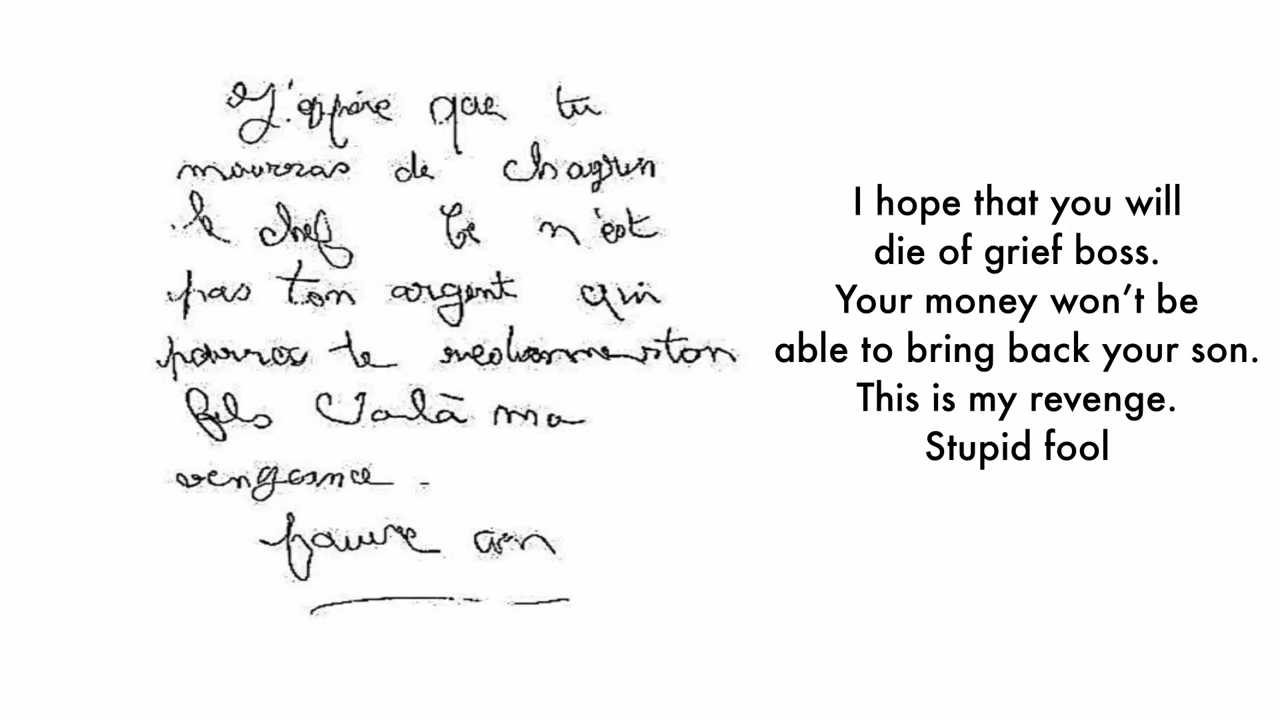 J'espère que tu
mourras de chagrin
le chef Ce n'est
pas ton argent qui
pourra te redonner ton
fils Voilà ma
vengeance.
pauvre con
I hope that you will
die of grief boss.
Your money won't be
able to bring back your son.
This is my revenge.
Stupid fool